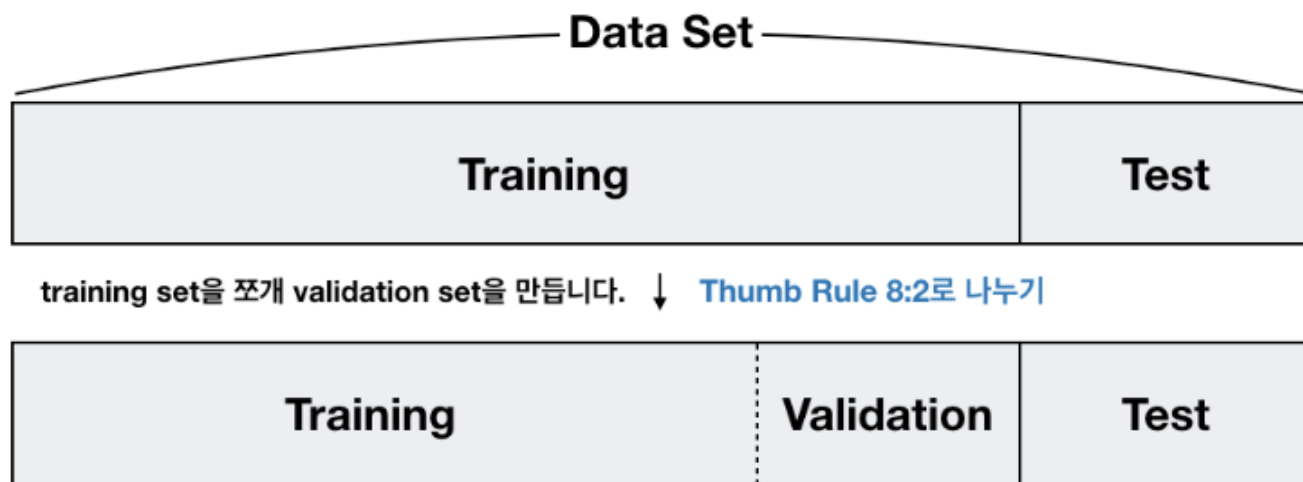 Data Set
Training Test
training set을 쪼개 validation set을 만듭니다. ↓ Thumb Rule 8:2로 나누기
Training Validation Test